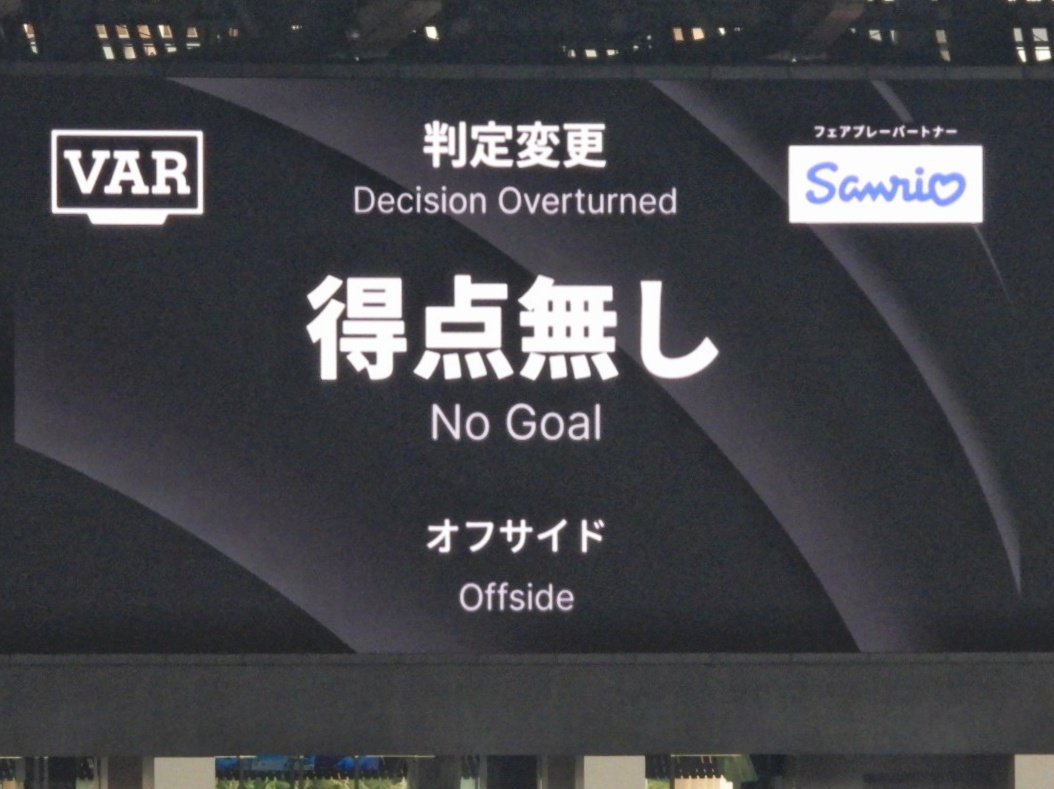 VAR
判定変更
Decision Overturned
フェアプレーパートナー
Sanrio
得点無し
No Goal
オフサイド
Offside